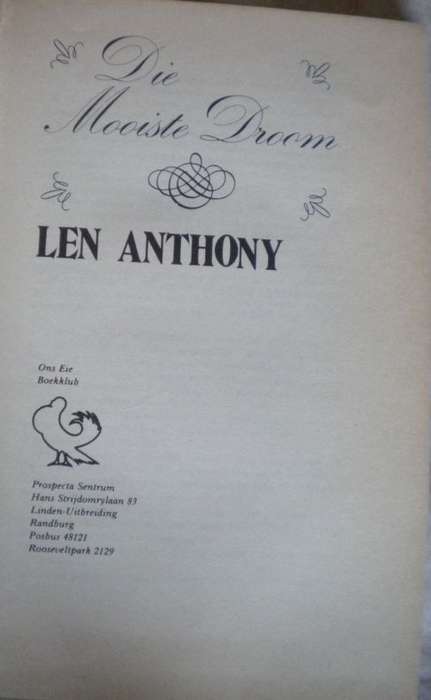 Die
Mooiste Droom
LEN ANTHONY
Ons Eie
Boekklub
Prospecta Sentrum
Hans Strijdomrylaan 83
Linden-Uitbreiding
Randburg
Posbus 48121
Rooseveltpark 2129